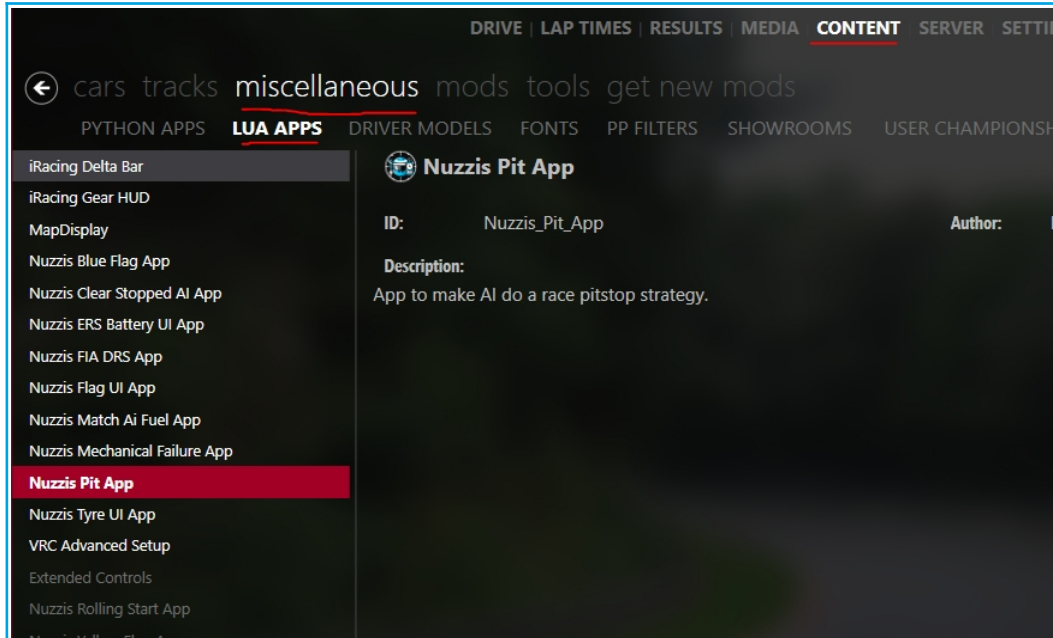 DRIVE | LAP TIMES | RESULTS | MEDIA | CONTENT | SERVER | SETTI
cars tracks miscellaneous mods tools get new mods
PYTHON APPS LUA APPS DRIVER MODELS FONTS PP FILTERS SHOWROOMS USER CHAMPIONSH
iRacing Delta Bar
iRacing Gear HUD
MapDisplay
Nuzzis Blue Flag App
Nuzzis Clear Stopped AI App
Nuzzis ERS Battery UI App
Nuzzis FIA DRS App
Nuzzis Flag UI App
Nuzzis Match Ai Fuel App
Nuzzis Mechanical Failure App
Nuzzis Pit App
Nuzzis Tyre UI App
VRC Advanced Setup
Extended Controls
Nuzzis Rolling Start App
Nuzzis Pit App
ID: Nuzzis_Pit_App Author:
Description:
App to make AI do a race pitstop strategy.